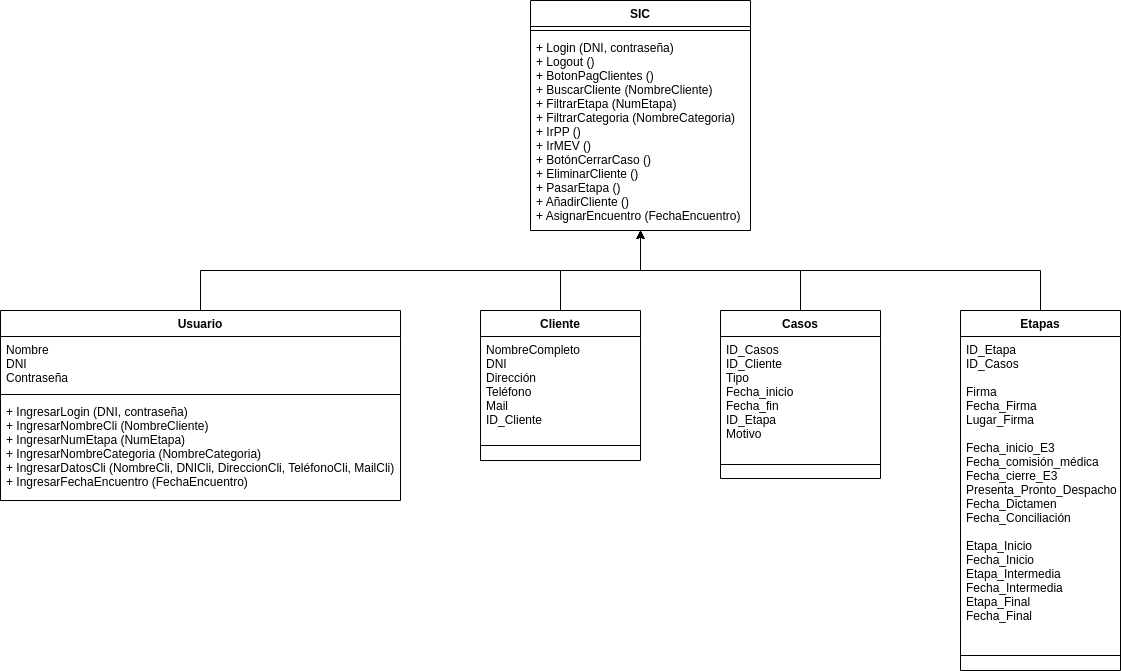 SIC
+ Login (DNI, contraseña)
+ Logout ()
+ BotonPagClientes ()
+ BuscarCliente (NombreCliente)
+ FiltrarEtapa (NumEtapa)
+ FiltrarCategoria (NombreCategoria)
+ IrPP ()
+ IrMEV ()
+ BotónCerrarCaso ()
+ EliminarCliente ()
+ PasarEtapa ()
+ AñadirCliente ()
+ AsignarEncuentro (FechaEncuentro)
Usuario
Nombre
DNI
Contraseña
+ IngresarLogin (DNI, contraseña)
+ IngresarNombreCli (NombreCliente)
+ IngresarNumEtapa (NumEtapa)
+ IngresarNombreCategoria (NombreCategoria)
+ IngresarDatosCli (NombreCli, DNICli, DireccionCli, TeléfonoCli, MailCli)
+ IngresarFechaEncuentro (FechaEncuentro)
Cliente
NombreCompleto
DNI
Dirección
Teléfono
Mail
ID_Cliente
Casos
ID_Casos
ID_Cliente
Tipo
Fecha_inicio
Fecha_fin
ID_Etapa
Motivo
Etapas
ID_Etapa
ID_Casos
Firma
Fecha_Firma
Lugar_Firma
Fecha_inicio_E3
Fecha_comisión_médica
Fecha_cierre_E3
Presenta_Pronto_Despacho
Fecha_Dictamen
Fecha_Conciliación
Etapa_Inicio
Fecha_Inicio
Etapa_Intermedia
Fecha_Intermedia
Etapa_Final
Fecha_Final